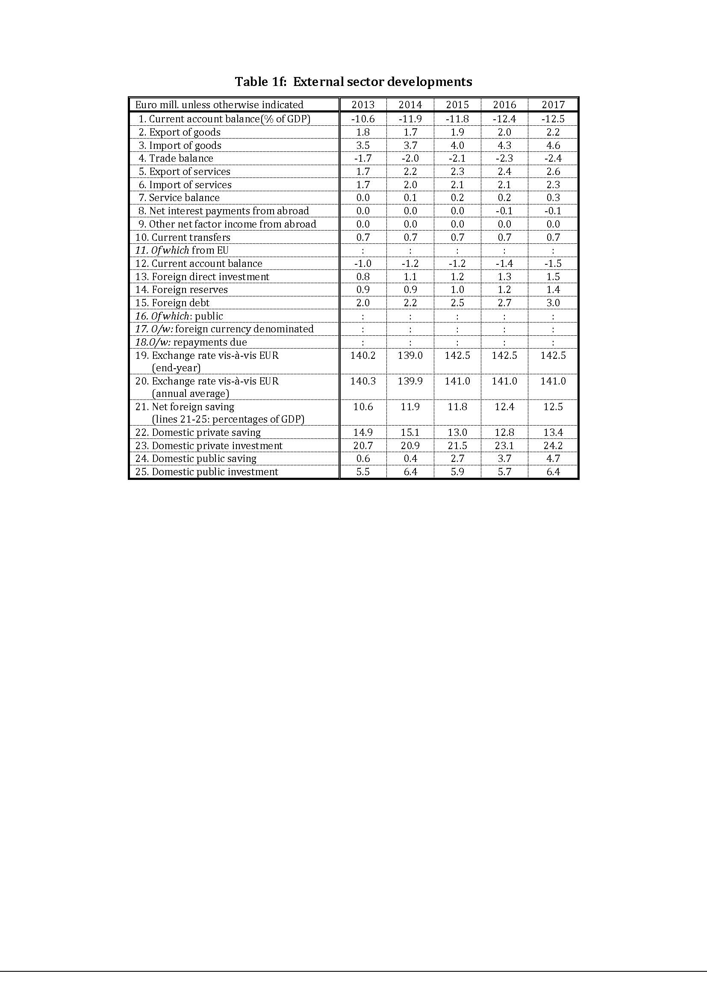 Table 1f: External sector developments
Euro mill. unless otherwise indicated 2013 2014 2015 2016 2017
1. Current account balance(% of GDP) -10.6 -11.9 -11.8 -12.4 -12.5
2. Export of goods 1.8 1.7 1.9 2.0 2.2
3. Import of goods 3.5 3.7 4.0 4.3 4.6
4. Trade balance -1.7 -2.0 -2.1 -2.3 -2.4
5. Export of services 1.7 2.2 2.3 2.4 2.6
6. Import of services 1.7 2.0 2.1 2.1 2.3
7. Service balance 0.0 0.1 0.2 0.2 0.3
8. Net interest payments from abroad 0.0 0.0 0.0 -0.1 -0.1
9. Other net factor income from abroad 0.0 0.0 0.0 0.0 0.0
10. Current transfers 0.7 0.7 0.7 0.7 0.7
11. Of which from EU : : : : :
12. Current account balance -1.0 -1.2 -1.2 -1.4 -1.5
13. Foreign direct investment 0.8 1.1 1.2 1.3 1.5
14. Foreign reserves 0.9 0.9 1.0 1.2 1.4
15. Foreign debt 2.0 2.2 2.5 2.7 3.0
16. Of which: public : : : : :
17. O/w: foreign currency denominated : : : : :
18.O/w: repayments due : : : : :
19. Exchange rate vis-à-vis EUR 140.2 139.0 142.5 142.5 142.5
(end-year)
20. Exchange rate vis-à-vis EUR 140.3 139.9 141.0 141.0 141.0
(annual average)
21. Net foreign saving 10.6 11.9 11.8 12.4 12.5
(lines 21-25: percentages of GDP)
22. Domestic private saving 14.9 15.1 13.0 12.8 13.4
23. Domestic private investment 20.7 20.9 21.5 23.1 24.2
24. Domestic public saving 0.6 0.4 2.7 3.7 4.7
25. Domestic public investment 5.5 6.4 5.9 5.7 6.4